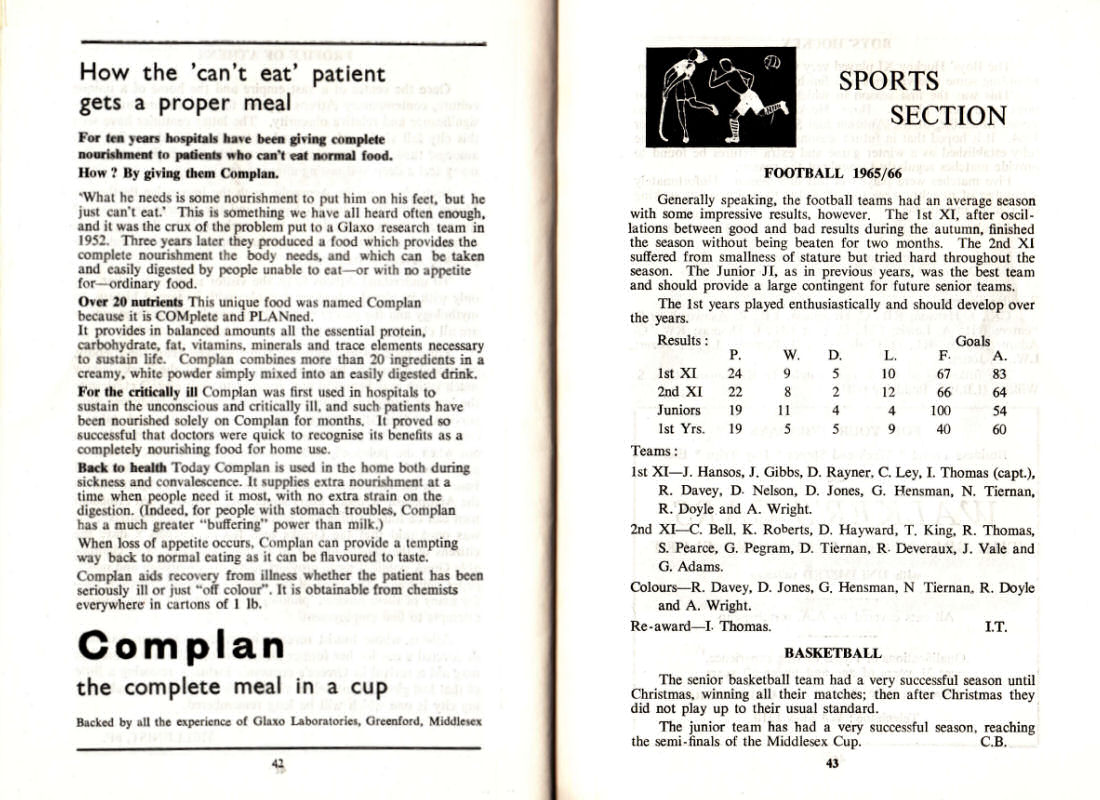 How the 'can't eat' patient
gets a proper meal
For ten years hospitals have been giving complete
nourishment to patients who can't eat normal food.
How ? By giving them Complan.
'What he needs is some nourishment to put him on his feet, but he
just can't eat.' This is something we have all heard often enough,
and it was the crux of the problem put to a Glaxo research team in
1952. Three years later they produced a food which provides the
complete nourishment the body needs, and which can be taken
and easily digested by people unable to eat—or with no appetite
for—ordinary food.
Over 20 nutrients This unique food was named Complan
because it is COMplete and PLANned.
It provides in balanced amounts all the essential protein,
carbohydrate, fat, vitamins, minerals and trace elements necessary
to sustain life. Complan combines more than 20 ingredients in a
creamy, white powder simply mixed into an easily digested drink.
For the critically ill Complan was first used in hospitals to
sustain the unconscious and critically ill, and such patients have
been nourished solely on Complan for months. It proved so
successful that doctors were quick to recognise its benefits as a
completely nourishing food for home use.
Back to health Today Complan is used in the home both during
sickness and convalescence. It supplies extra nourishment at a
time when people need it most, with no extra strain on the
digestion. (Indeed, for people with stomach troubles, Complan
has a much greater "buffering" power than milk.)
When loss of appetite occurs, Complan can provide a tempting
way back to normal eating as it can be flavoured to taste.
Complan aids recovery from illness whether the patient has been
seriously ill or just "off colour". It is obtainable from chemists
everywhere in cartons of 1 lb.
Complan
the complete meal in a cup
Backed by all the experience of Glaxo Laboratories, Greenford, Middlesex
42
SPORTS
SECTION
FOOTBALL 1965/66
Generally speaking, the football teams had an average season
with some impressive results, however. The 1st XI, after oscil-
lations between good and bad results during the autumn, finished
the season without being beaten for two months. The 2nd XI
suffered from smallness of stature but tried hard throughout the
season. The Junior JI, as in previous years, was the best team
and should provide a large contingent for future senior teams.
The 1st years played enthusiastically and should develop over
the years.
Results : Goals
P. W. D. L. F. A.
1st XI 24 9 5 10 67 83
2nd XI 22 8 2 12 66 64
Juniors 19 11 4 4 100 54
1st Yrs. 19 5 5 9 40 60
Teams :
1st XI—J. Hansos, J. Gibbs, D. Rayner, C. Ley, I. Thomas (capt.),
R. Davey, D. Nelson, D. Jones, G. Hensman, N. Tiernan,
R. Doyle and A. Wright.
2nd XI—C. Bell, K. Roberts, D. Hayward, T. King, R. Thomas,
S. Pearce, G. Pegram, D. Tiernan, R. Deveraux, J. Vale and
G. Adams.
Colours—R. Davey, D. Jones, G. Hensman, N Tiernan, R. Doyle
and A. Wright.
Re-award—I. Thomas. I.T.
BASKETBALL
The senior basketball team had a very successful season until
Christmas, winning all their matches; then after Christmas they
did not play up to their usual standard.
The junior team has had a very successful season, reaching
the semi-finals of the Middlesex Cup. C.B.
43